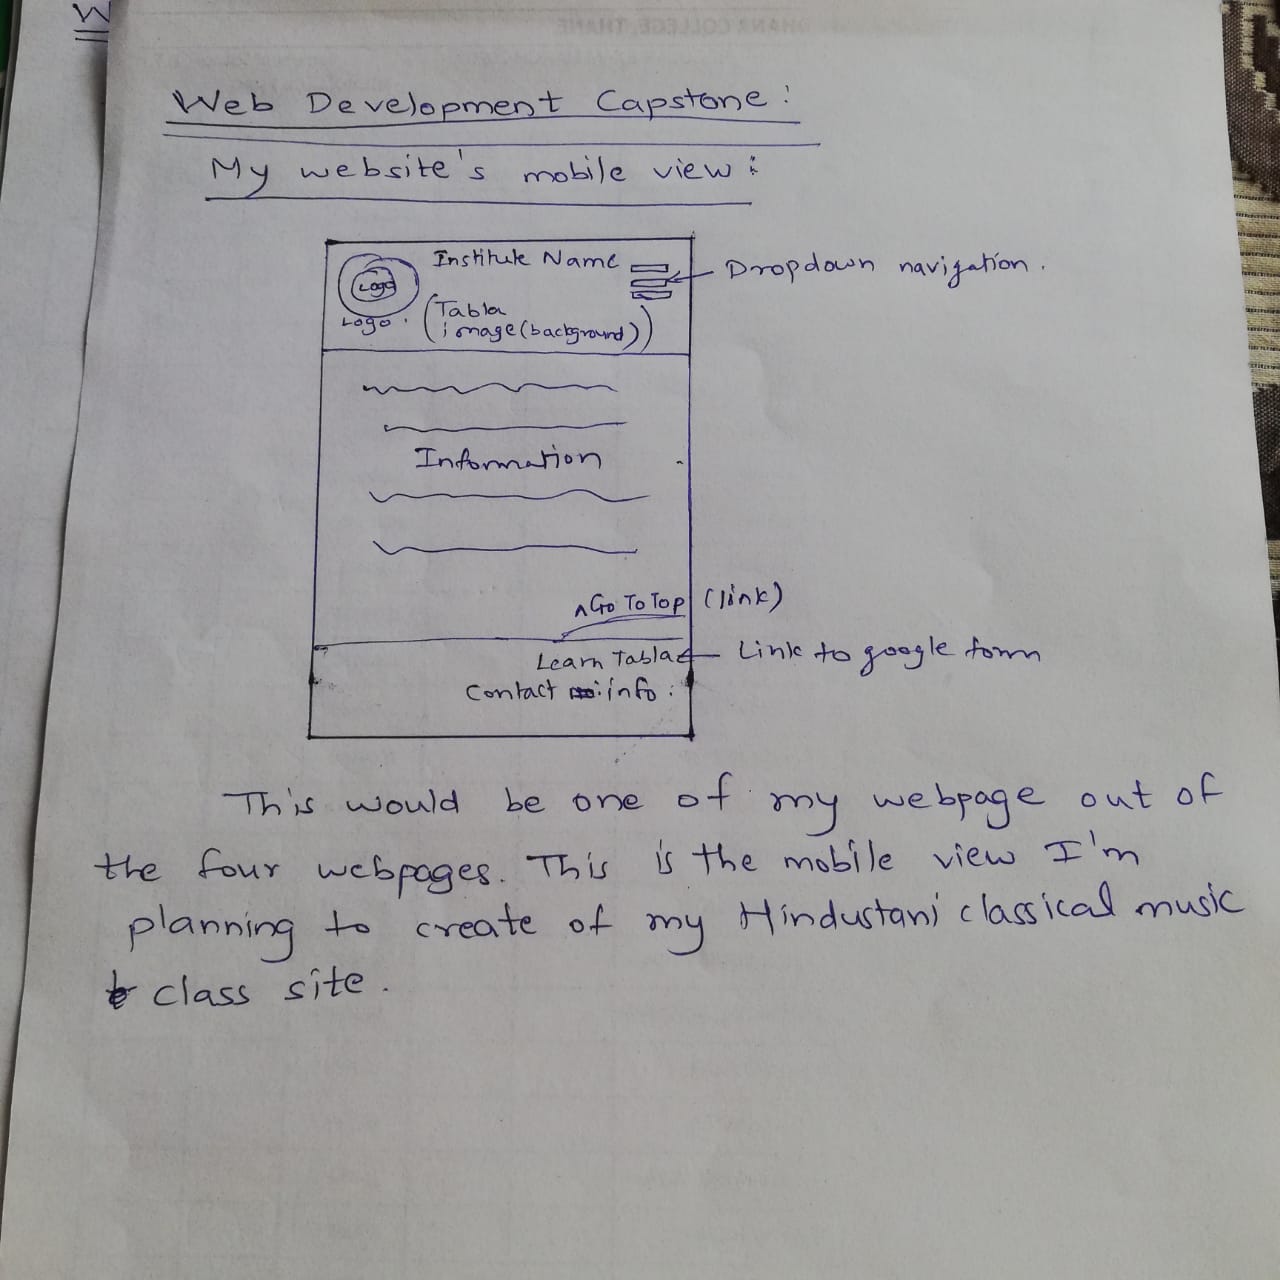 W
Web Development Capstone:
My website's mobile view:
Institute Name
Dropdown navigation.
Logo
Logo.
(Tabla
image (background))
Information
^Go To Top (link)
Learn Tabla Link to google form
Contact info:
This would be one of my webpage out of
the four webpages. This is the mobile view I'm
planning to create of my Hindustani classical music
class site.